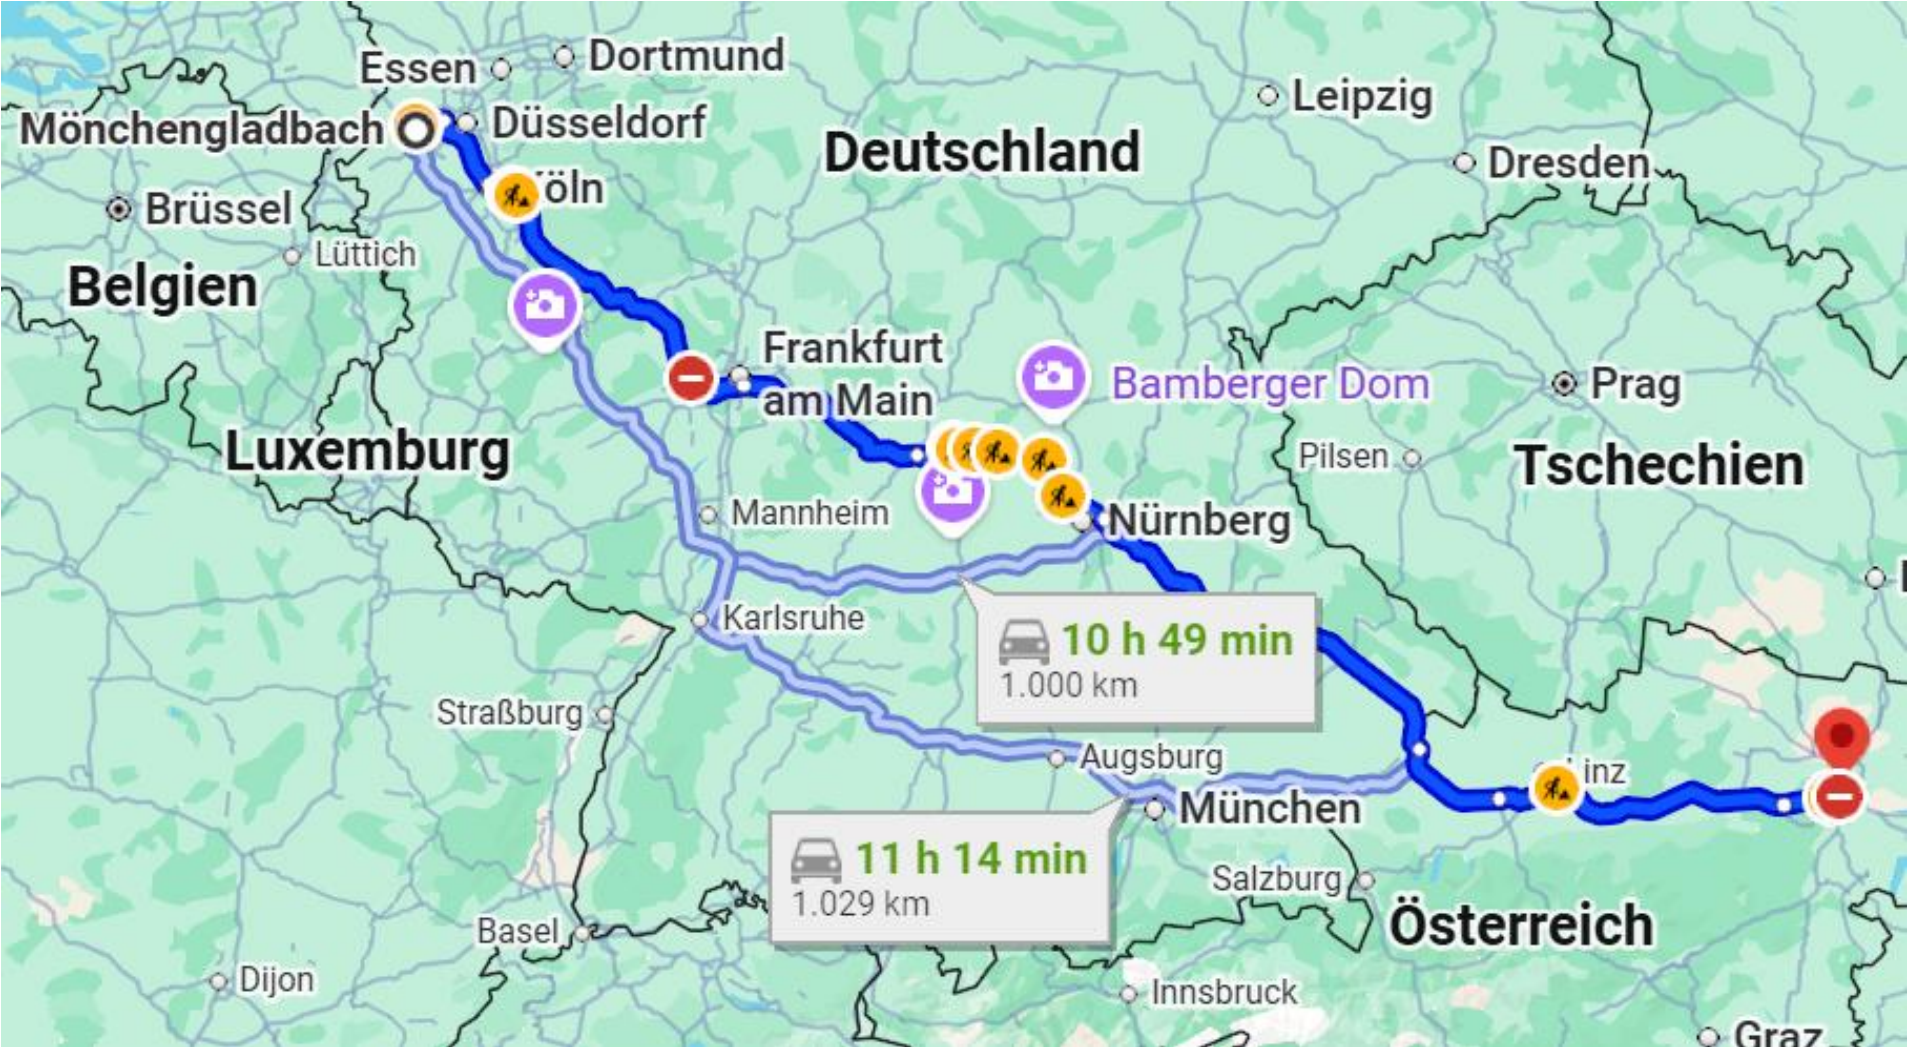 Essen
Dortmund
Leipzig
Mönchengladbach
Düsseldorf
Deutschland
Dresden
öln
Brüssel
Lüttich
Belgien
Frankfurt
am Main
Bamberger Dom
Prag
Luxemburg
Pilsen
Tschechien
Mannheim
Nürnberg
Karlsruhe
10 h 49 min
1.000 km
Straßburg
Augsburg
inz
München
11 h 14 min
1.029 km
Salzburg
Österreich
Basel
Dijon
Innsbruck
Graz